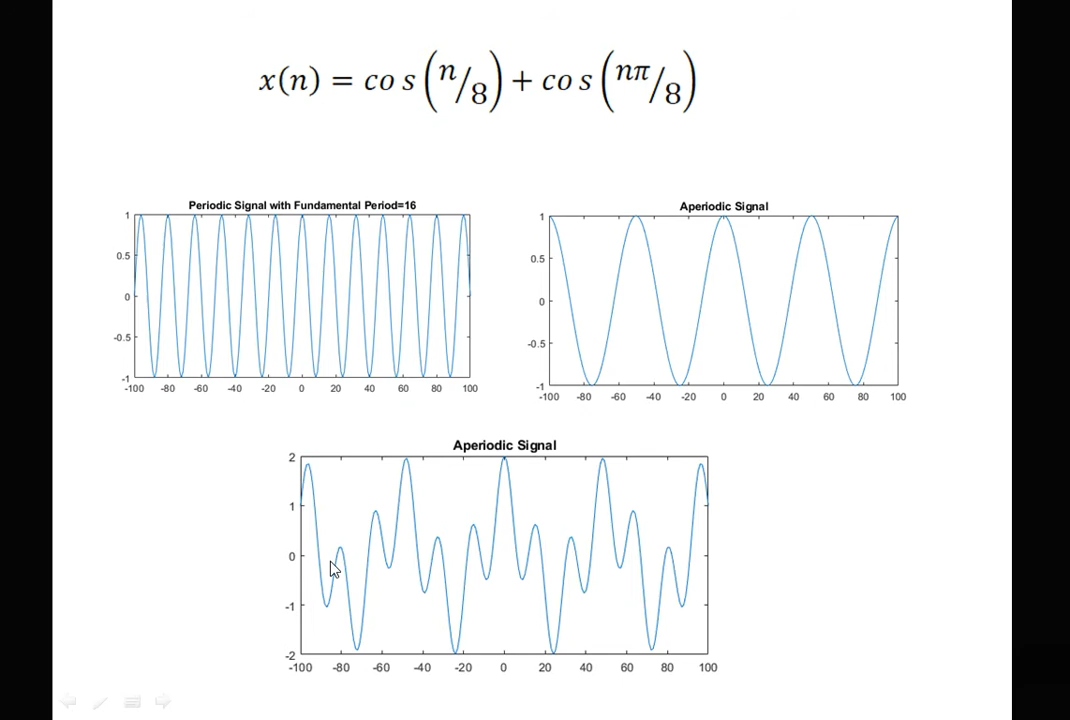 x(n) = cos(n/8) + cos(nπ/8)
Periodic Signal with Fundamental Period=16
1
0.5
0
-0.5
-1
-100 -80 -60 -40 -20 0 20 40 60 80 100
Aperiodic Signal
1
0.5
0
-0.5
-1
-100 -80 -60 -40 -20 0 20 40 60 80 100
Aperiodic Signal
2
1
0
-1
-2
-100 -80 -60 -40 -20 0 20 40 60 80 100